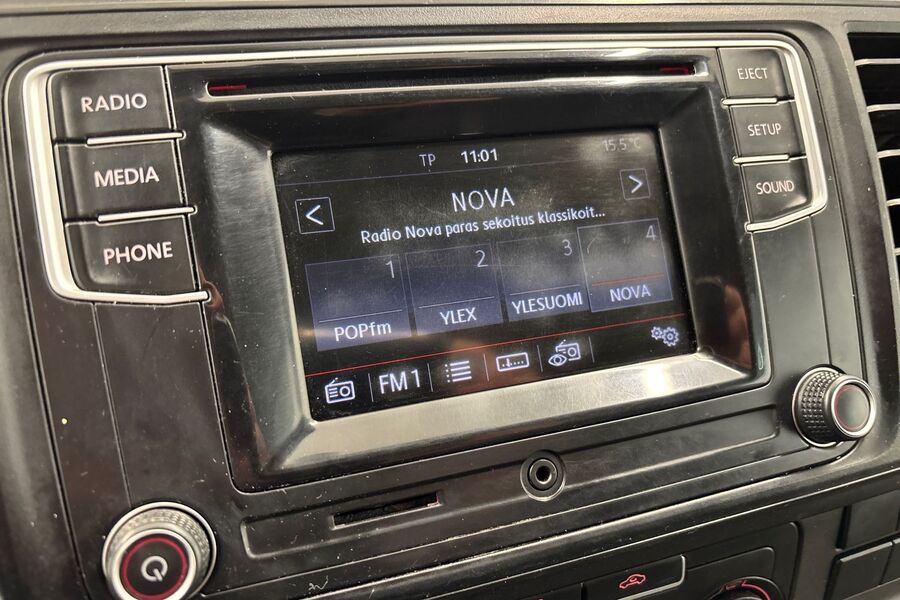 RADIO
MEDIA
PHONE
EJECT
SETUP
SOUND
TP 11:01 15.5°C
< NOVA >
Radio Nova paras sekoitus klassikoit...
1 2 3 4
POPfm YLEX YLESUOMI NOVA
FM1